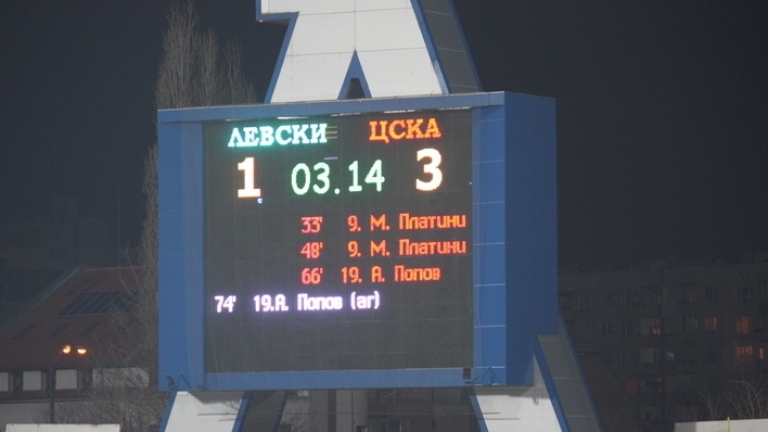 ЛЕВСКИ ЦСКА
1 03.14 3
33' 9. М. Платини
48' 9. М. Платини
66' 19. А. Попов
74' 19.А. Попов (аг)